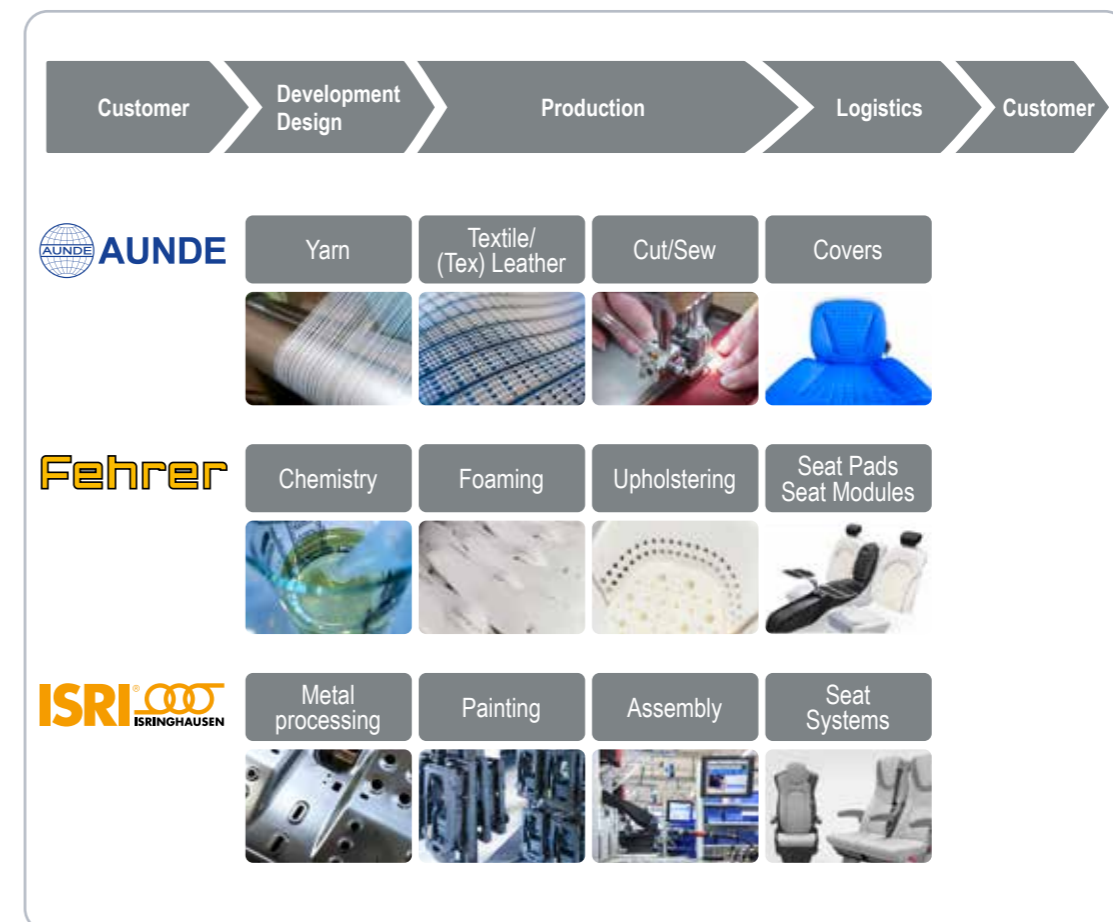 Customer
Development
Design
Production
Logistics
Customer
AUNDE AUNDE
Yarn
Textile/
(Tex) Leather
Cut/Sew
Covers
Fehrer
Chemistry
Foaming
Upholstering
Seat Pads
Seat Modules
ISRI®
ISRINGHAUSEN
Metal
processing
Painting
Assembly
Seat
Systems